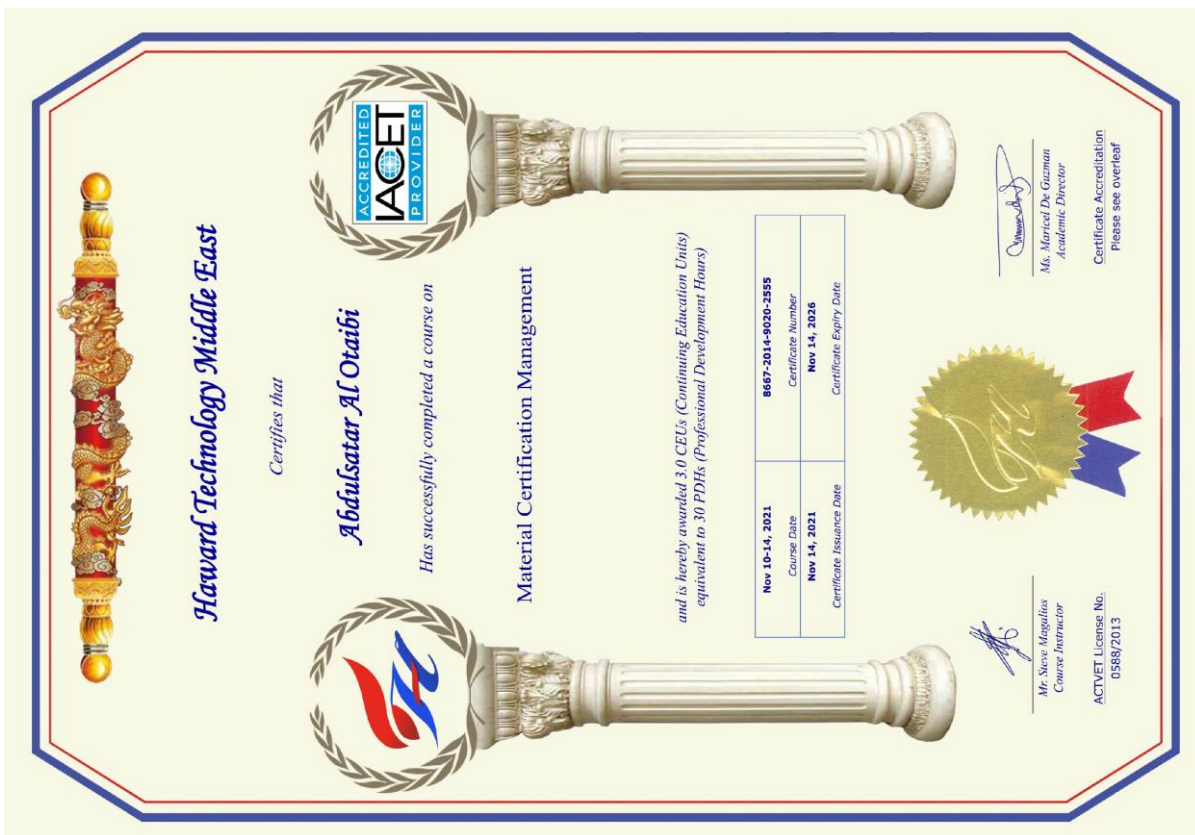 ACCREDITED
IACET
PROVIDER
Haward Technology Middle East
Certifies that
Abdulsatar Al Otaibi
Has successfully completed a course on
Material Certification Management
and is hereby awarded 3.0 CEUs (Continuing Education Units)
equivalent to 30 PDHs (Professional Development Hours)
Nov 10-14, 2021
Course Date
8667-2014-9020-2555
Certificate Number
Nov 14, 2021
Certificate Issuance Date
Nov 14, 2026
Certificate Expiry Date
Mr. Steve Magalios
Course Instructor
Ms. Maricel De Guzman
Academic Director
ACTVET License No.
0588/2013
Certificate Accreditation
Please see overleaf